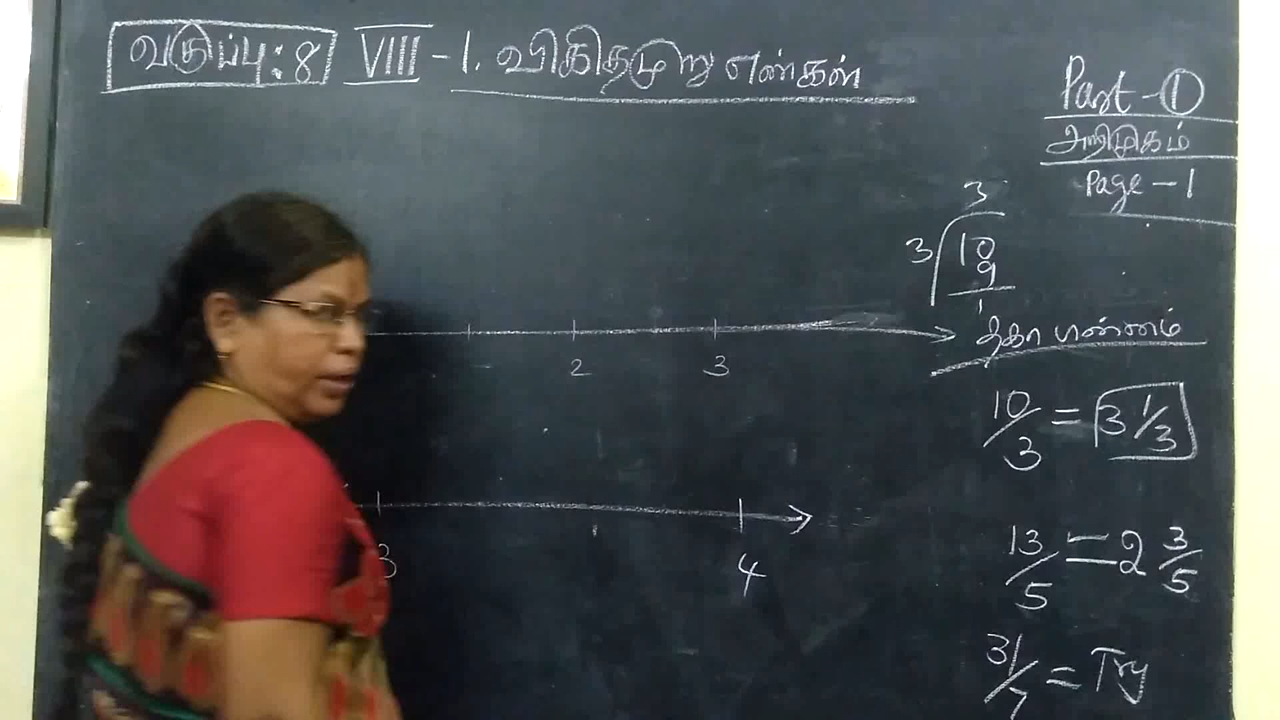 வகுப்பு: 8 VIII - 1. விகிதமுறு எண்கள்
Part - 1
அறிமுகம்
Page - 1
3
3 10
9
1
2 3
தகா பின்னம்
10/3 = 3 1/3
3 4
13/5 = 2 3/5
31/7 = Try